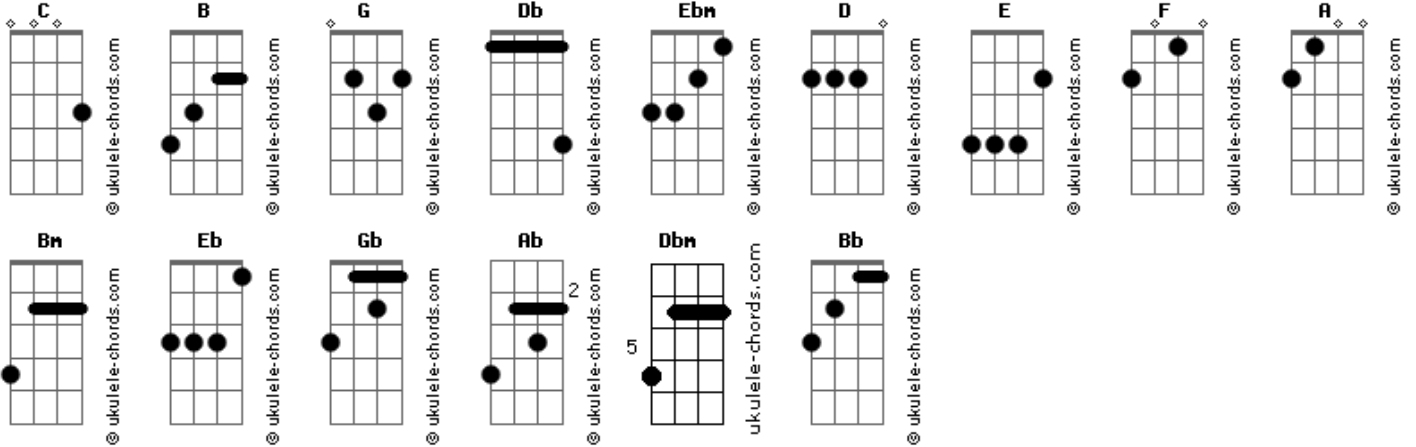 C B G Db Ebm D E F A
© ukulele-chords.com © ukulele-chords.com © ukulele-chords.com © ukulele-chords.com © ukulele-chords.com © ukulele-chords.com © ukulele-chords.com © ukulele-chords.com © ukulele-chords.com
Bm Eb Gb Ab Dbm Bb
2
5
© ukulele-chords.com © ukulele-chords.com © ukulele-chords.com © ukulele-chords.com ukulele-chords.com © ukulele-chords.com